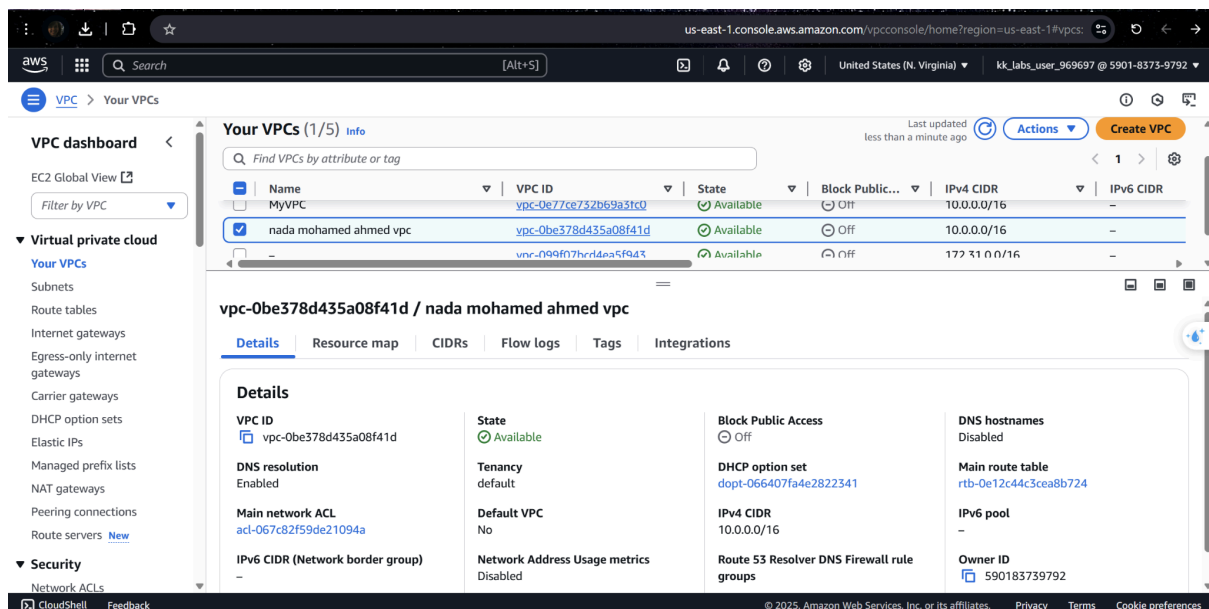 us-east-1.console.aws.amazon.com/vpcconsole/home?region=us-east-1#vpcs:
aws
Search [Alt+S]
United States (N. Virginia)
kk_labs_user_969697 @ 5901-8373-9792
VPC > Your VPCs
VPC dashboard
EC2 Global View
Filter by VPC
Virtual private cloud
Your VPCs
Subnets
Route tables
Internet gateways
Egress-only internet
gateways
Carrier gateways
DHCP option sets
Elastic IPs
Managed prefix lists
NAT gateways
Peering connections
Route servers New
Security
Network ACLs
Your VPCs (1/5) Info
Last updated
less than a minute ago
Actions
Create VPC
Find VPCs by attribute or tag
1
Name VPC ID State Block Public... IPv4 CIDR IPv6 CIDR
MyVPC vpc-0e77ce732b69a3fc0 Available Off 10.0.0.0/16 –
nada mohamed ahmed vpc vpc-0be378d435a08f41d Available Off 10.0.0.0/16 –
– vpc-099f07bcd4ea5f943 Available Off 172.31.0.0/16 –
vpc-0be378d435a08f41d / nada mohamed ahmed vpc
Details Resource map CIDRs Flow logs Tags Integrations
Details
VPC ID State Block Public Access DNS hostnames
vpc-0be378d435a08f41d Available Off Disabled
DNS resolution Tenancy DHCP option set Main route table
Enabled default dopt-066407fa4e2822341 rtb-0e12c44c3cea8b724
Main network ACL Default VPC IPv4 CIDR IPv6 pool
acl-067c82f59de21094a No 10.0.0.0/16 –
IPv6 CIDR (Network border group) Network Address Usage metrics Route 53 Resolver DNS Firewall rule Owner ID
– Disabled groups 590183739792
CloudShell Feedback © 2025, Amazon Web Services, Inc. or its affiliates. Privacy Terms Cookie preferences